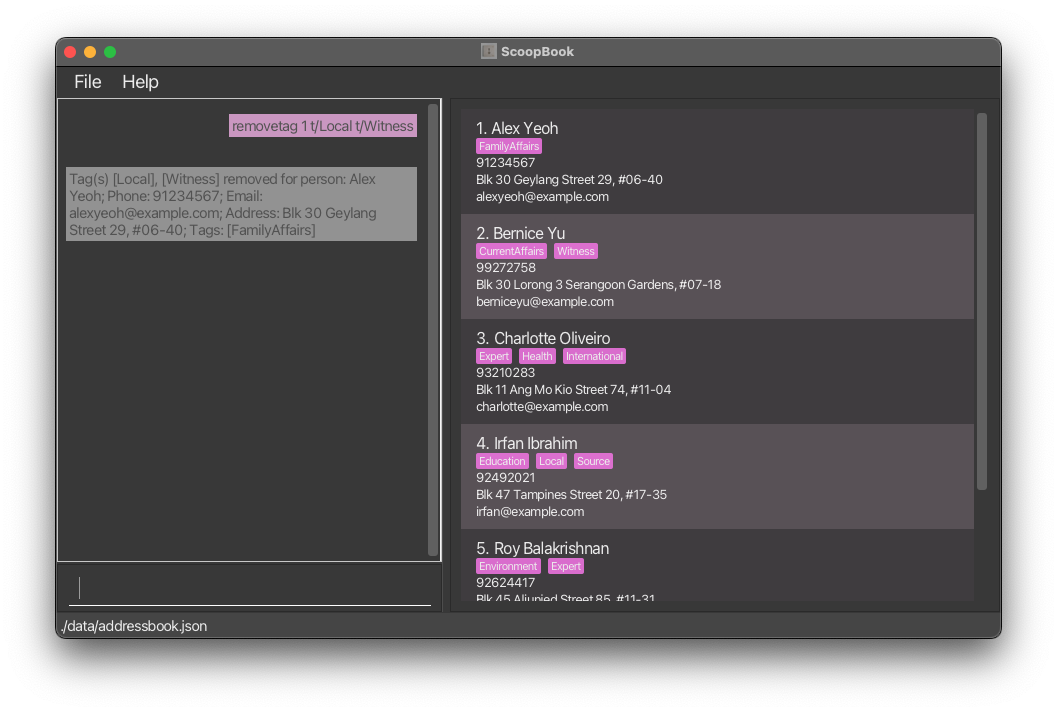 ScoopBook
File Help
removetag 1 t/Local t/Witness
Tag(s) [Local], [Witness] removed for person: Alex
Yeoh; Phone: 91234567; Email:
alexyeoh@example.com; Address: Blk 30 Geylang
Street 29, #06-40; Tags: [FamilyAffairs]
1. Alex Yeoh
FamilyAffairs
91234567
Blk 30 Geylang Street 29, #06-40
alexyeoh@example.com
2. Bernice Yu
CurrentAffairs Witness
99272758
Blk 30 Lorong 3 Serangoon Gardens, #07-18
berniceyu@example.com
3. Charlotte Oliveiro
Expert Health International
93210283
Blk 11 Ang Mo Kio Street 74, #11-04
charlotte@example.com
4. Irfan Ibrahim
Education Local Source
92492021
Blk 47 Tampines Street 20, #17-35
irfan@example.com
5. Roy Balakrishnan
Environment Expert
92624417
Blk 45 Aljunied Street 85, #11-31
./data/addressbook.json